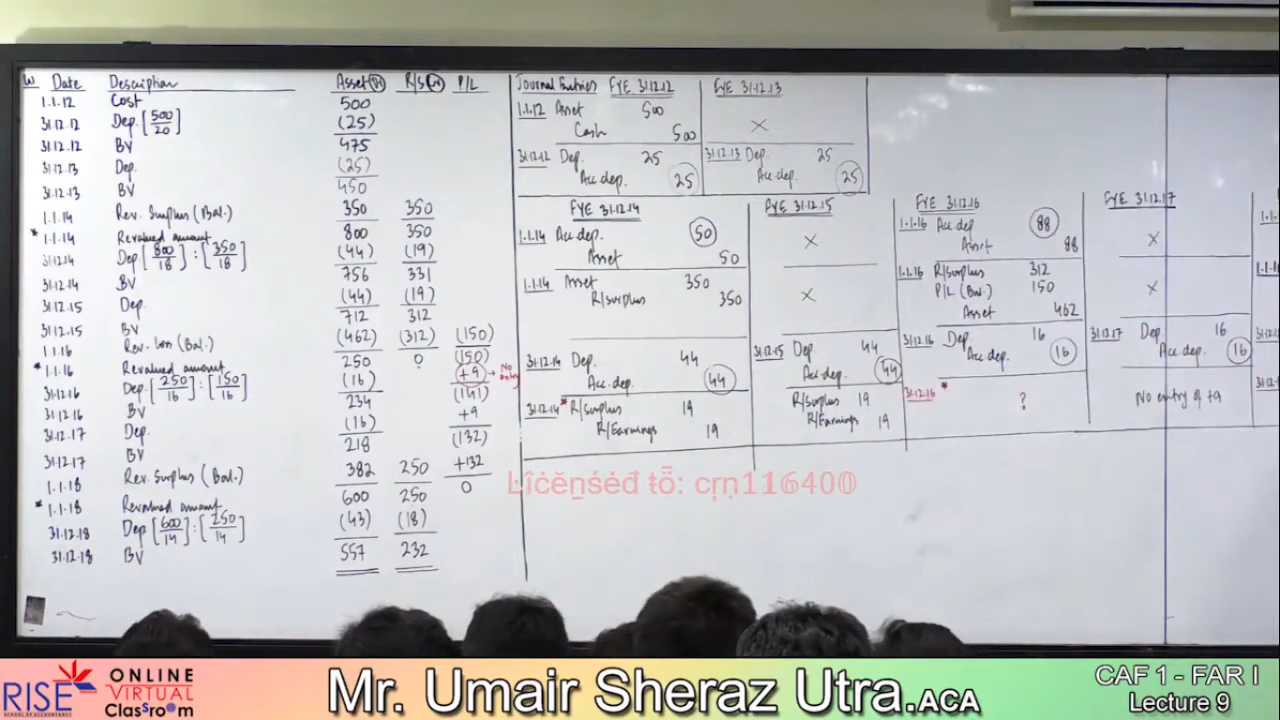 W Date Description Asset(W) R/S(W) P/L
1.1.12 Cost 500
31.12.12 Dep. [500/20] (25)
31.12.12 BV 475
31.12.13 Dep. (25)
31.12.13 BV 450
1.1.14 Rev. Surplus (Bal.) 350 350
* 1.1.14 Revalued amount 800 350
31.12.14 Dep [800/18] : [350/18] (44) (19)
31.12.14 BV 756 331
31.12.15 Dep. (44) (19)
31.12.15 BV 712 312
1.1.16 Rev. Loss (Bal.) (462) (312) (150)
* 1.1.16 Revalued amount 250 0 (150)
31.12.16 Dep. [250/16] : [150/16] (16) +9 → No entry
31.12.16 BV 234 (141)
31.12.17 Dep. (16) +9
31.12.17 BV 218 (132)
1.1.18 Rev. Surplus (Bal.) 382 250 +132
* 1.1.18 Revalued amount 600 250 0
31.12.18 Dep [600/14] : [250/14] (43) (18)
31.12.18 BV 557 232
Journal Entries FYE 31.12.12
1.1.12 Asset 500
Cash 500
31.12.12 Dep. 25
Acc.dep. 25
FYE 31.12.13
X
31.12.13 Dep. 25
Acc.dep. 25
FYE 31.12.14
1.1.14 Acc.dep. 50
Asset 50
1.1.14 Asset 350
R/Surplus 350
31.12.14 Dep. 44
Acc.dep. 44
31.12.14 * R/Surplus 19
R/Earnings 19
FYE 31.12.15
X
X
31.12.15 Dep. 44
Acc.dep. 44
R/Surplus 19
R/Earnings 19
FYE 31.12.16
1.1.16 Acc.dep 88
Asset 88
1.1.16 R/Surplus 312
P/L (Bal.) 150
Asset 462
31.12.16 Dep 16
Acc.dep. 16
31.12.16 * ?
FYE 31.12.17
X
X
31.12.17 Dep. 16
Acc.dep. 16
No entry of +9
Lîċëṇṡėđ ẗȫ: cṛṇ116400
RISE
SCHOOL OF ACCOUNTANCY
ONLINE
VIRTUAL
Classroom
Mr. Umair Sheraz Utra.ACA
CAF 1 - FAR I
Lecture 9